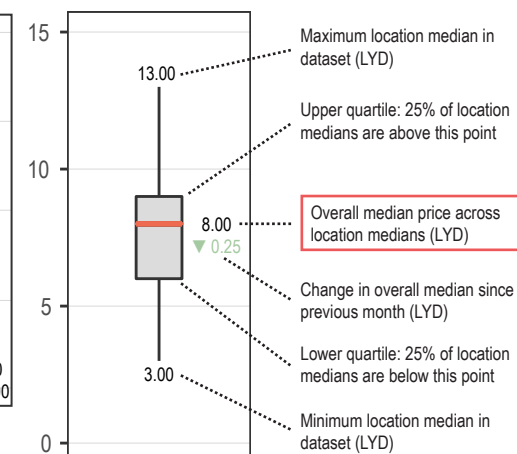 15
10
5
0
13.00
8.00
▼ 0.25
3.00
Maximum location median in
dataset (LYD)
Upper quartile: 25% of location
medians are above this point
Overall median price across
location medians (LYD)
Change in overall median since
previous month (LYD)
Lower quartile: 25% of location
medians are below this point
Minimum location median in
dataset (LYD)